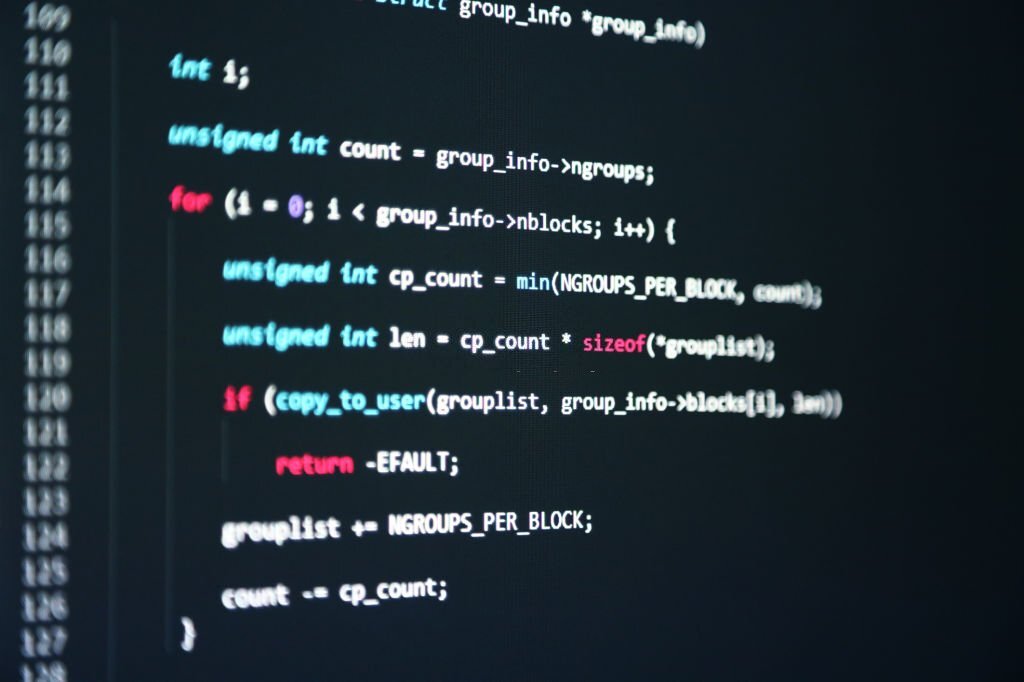 109 struct group_info *group_info)
110
111 int i;
112
113 unsigned int count = group_info->ngroups;
114
115 for (i = 0; i < group_info->nblocks; i++) {
116
117 unsigned int cp_count = min(NGROUPS_PER_BLOCK, count);
118
119 unsigned int len = cp_count * sizeof(*grouplist);
120
121 if (copy_to_user(grouplist, group_info->blocks[i], len))
122
123 return -EFAULT;
124
125 grouplist += NGROUPS_PER_BLOCK;
126
127 count -= cp_count;
128 }